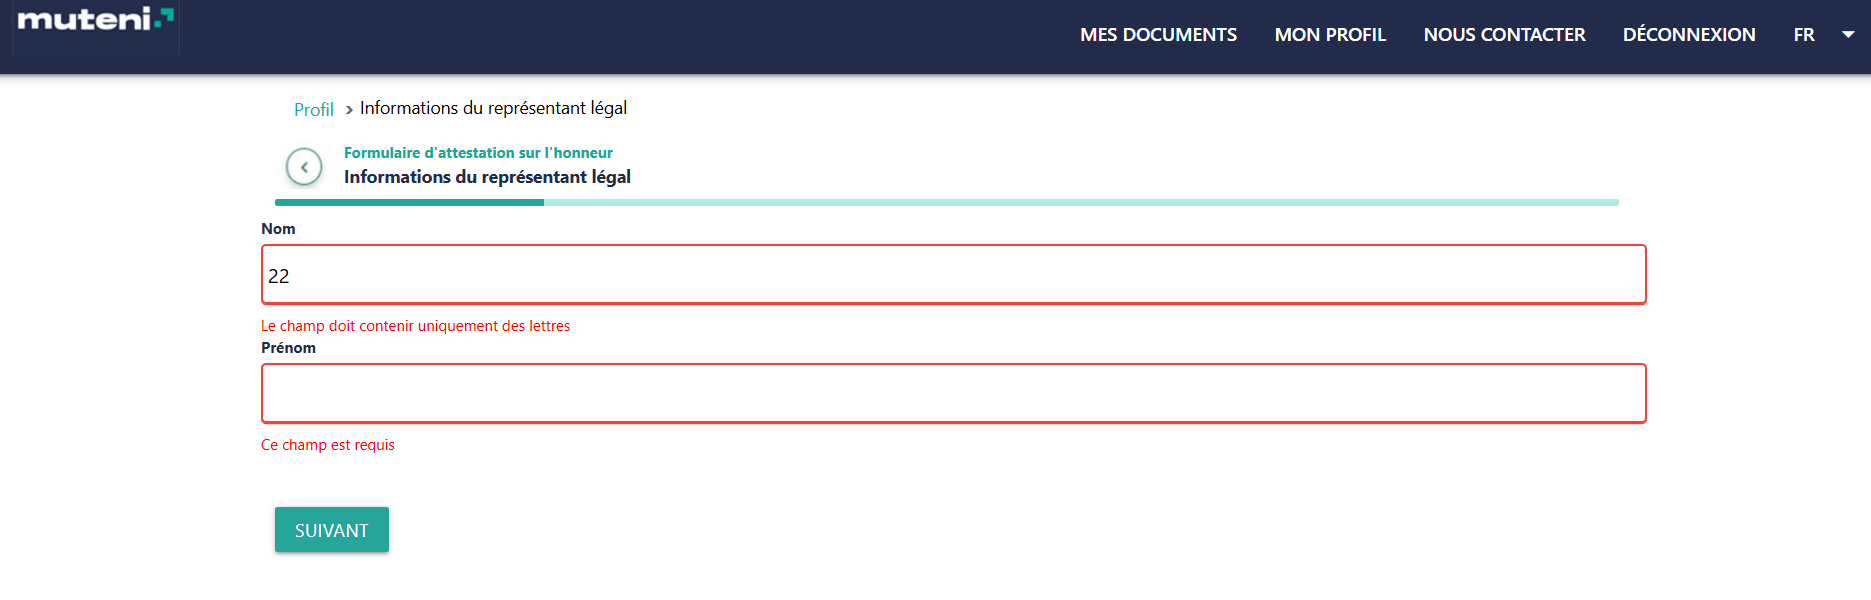 muteni
MES DOCUMENTS MON PROFIL NOUS CONTACTER DÉCONNEXION FR
Profil > Informations du représentant légal
Formulaire d'attestation sur l'honneur
Informations du représentant légal
Nom
22
Le champ doit contenir uniquement des lettres
Prénom
Ce champ est requis
SUIVANT